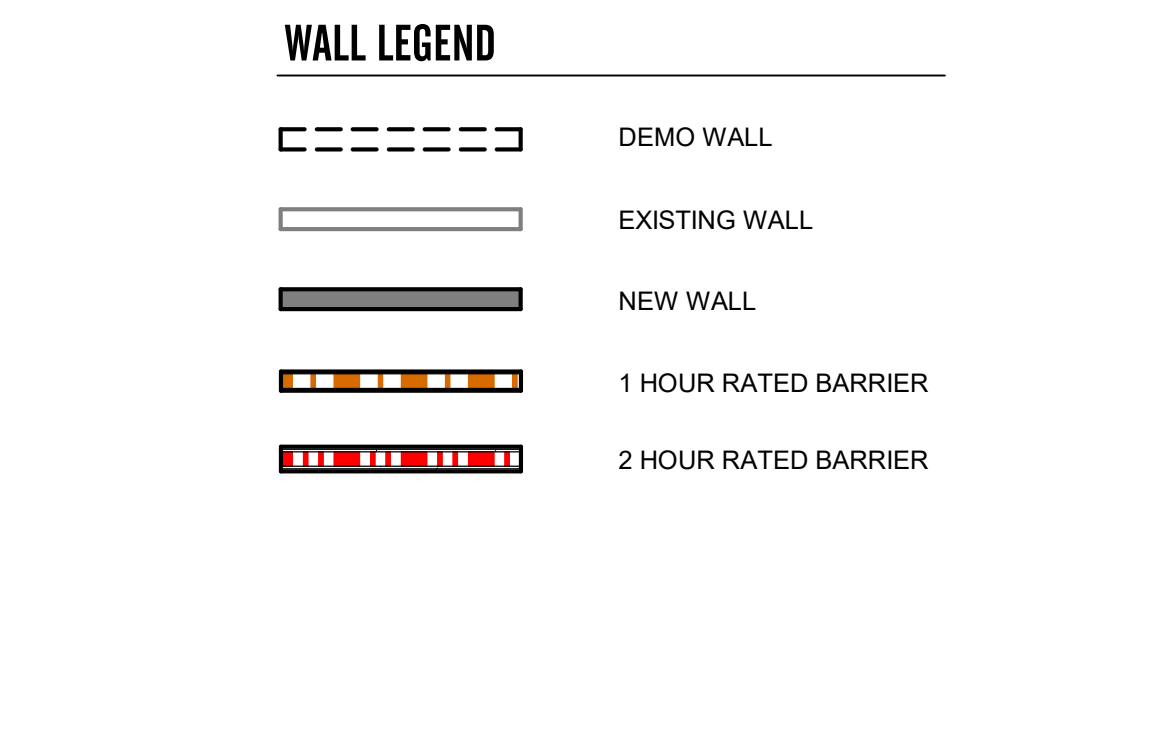 WALL LEGEND
DEMO WALL
EXISTING WALL
NEW WALL
1 HOUR RATED BARRIER
2 HOUR RATED BARRIER